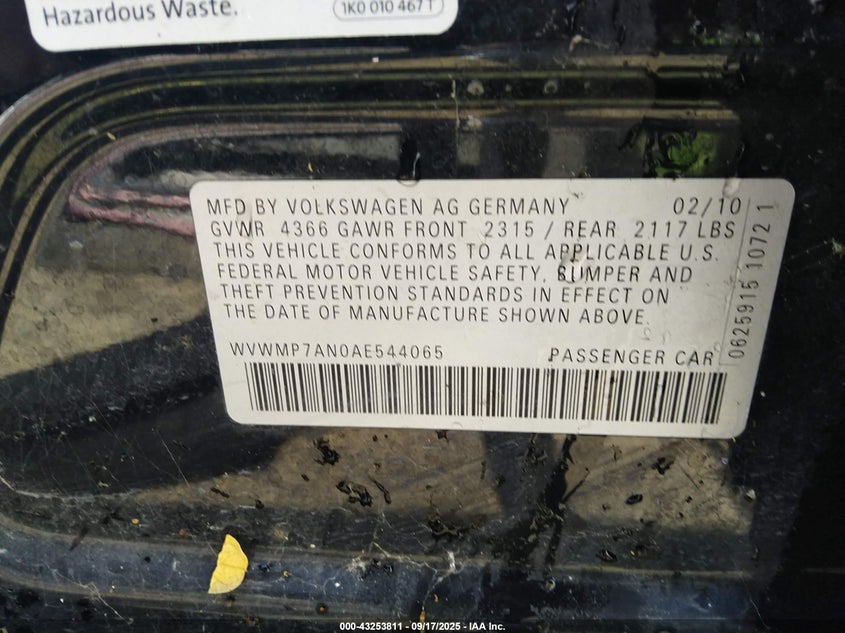 Hazardous Waste.
1K0 010 467 T
MFD BY VOLKSWAGEN AG GERMANY 02/10
GVWR 4366 GAWR FRONT 2315 / REAR 2117 LBS
THIS VEHICLE CONFORMS TO ALL APPLICABLE U.S.
FEDERAL MOTOR VEHICLE SAFETY, BUMPER AND
THEFT PREVENTION STANDARDS IN EFFECT ON
THE DATE OF MANUFACTURE SHOWN ABOVE.
WVWMP7AN0AE544065 PASSENGER CAR
0625915 1072 1
000-43253811 - 09/17/2025 - IAA Inc.